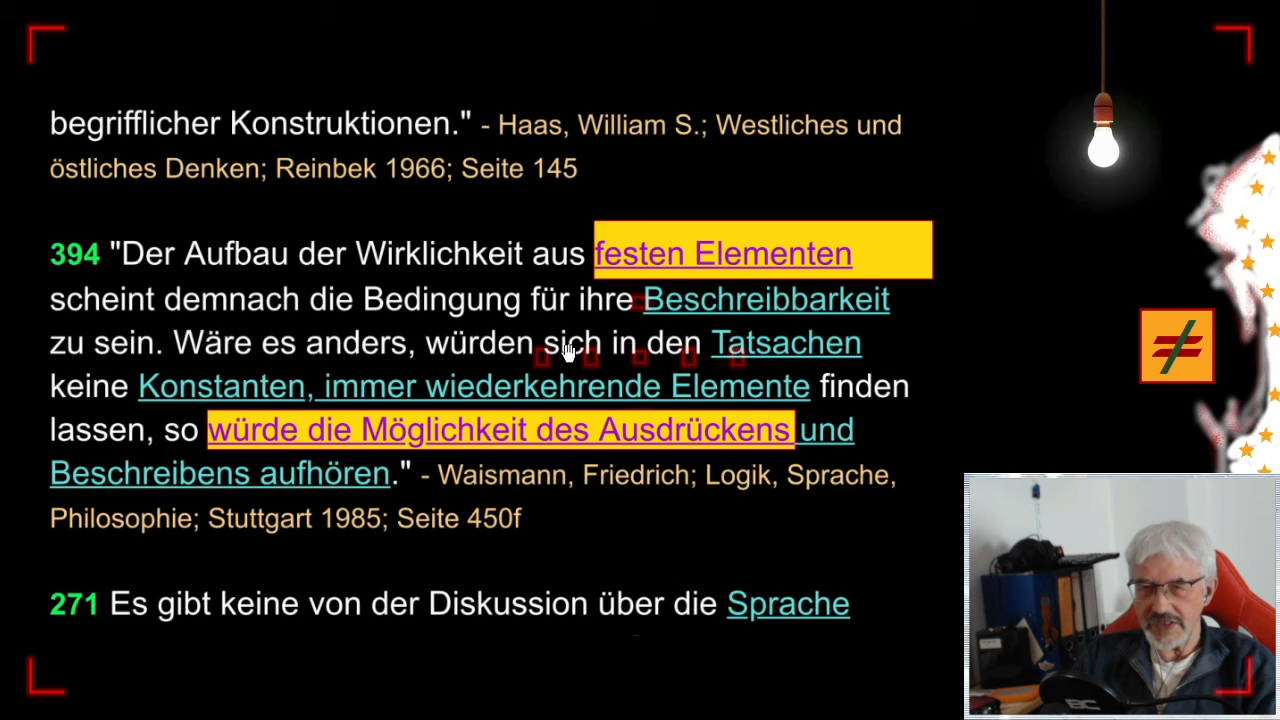 begrifflicher Konstruktionen." - Haas, William S.; Westliches und
östliches Denken; Reinbek 1966; Seite 145
394 "Der Aufbau der Wirklichkeit aus festen Elementen
scheint demnach die Bedingung für ihre Beschreibbarkeit
zu sein. Wäre es anders, würden sich in den Tatsachen
keine Konstanten, immer wiederkehrende Elemente finden
lassen, so würde die Möglichkeit des Ausdrückens und
Beschreibens aufhören." - Waismann, Friedrich; Logik, Sprache,
Philosophie; Stuttgart 1985; Seite 450f
271 Es gibt keine von der Diskussion über die Sprache
≠